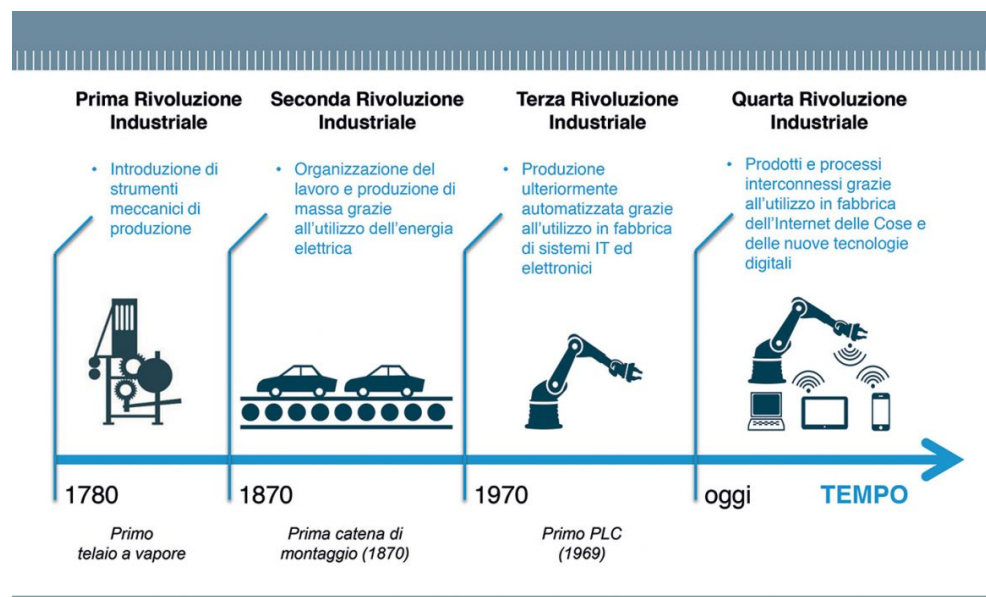 Prima Rivoluzione
Industriale
• Introduzione di
strumenti
meccanici di
produzione
Seconda Rivoluzione
Industriale
• Organizzazione del
lavoro e produzione di
massa grazie
all'utilizzo dell'energia
elettrica
Terza Rivoluzione
Industriale
• Produzione
ulteriormente
automatizzata grazie
all'utilizzo in fabbrica
di sistemi IT ed
elettronici
Quarta Rivoluzione
Industriale
• Prodotti e processi
interconnessi grazie
all'utilizzo in fabbrica
dell'Internet delle Cose e
delle nuove tecnologie
digitali
1780
1870
1970
oggi
TEMPO
Primo
telaio a vapore
Prima catena di
montaggio (1870)
Primo PLC
(1969)